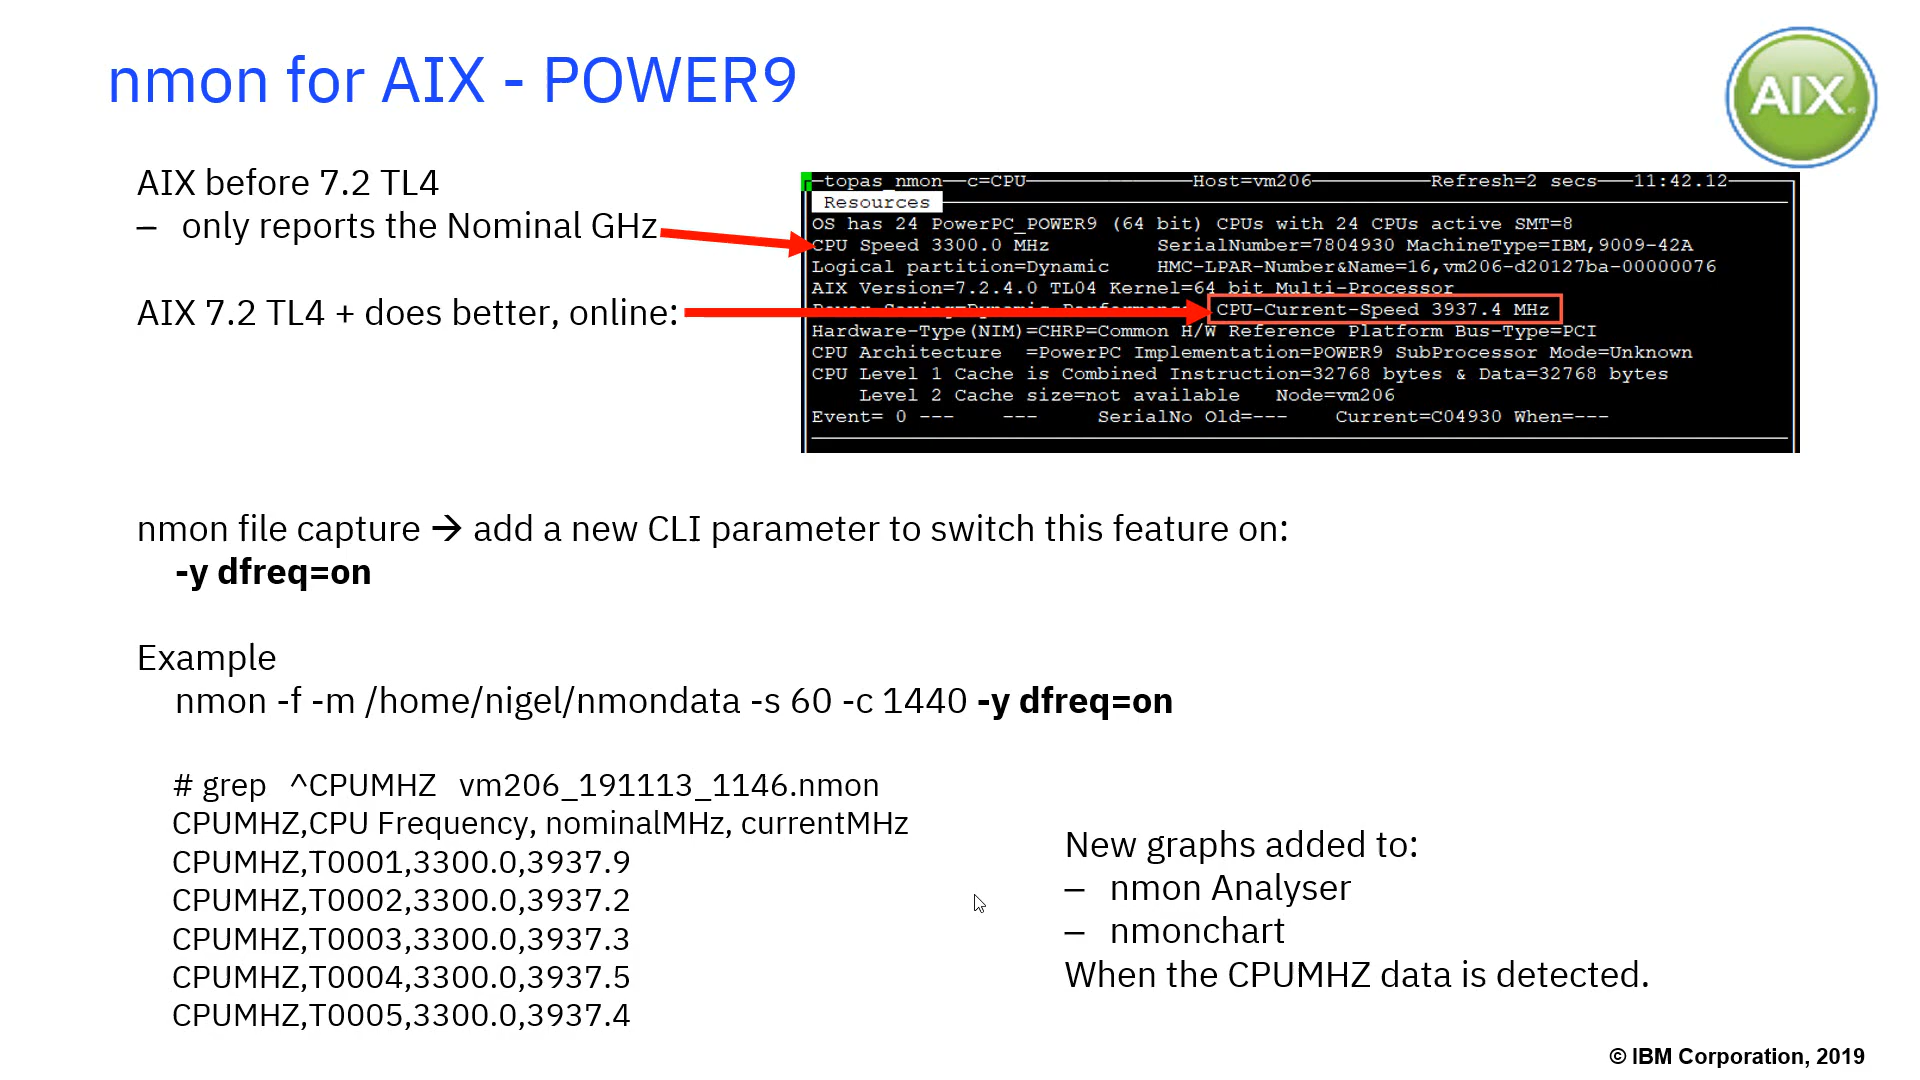 nmon for AIX - POWER9
AIX®
AIX before 7.2 TL4
– only reports the Nominal GHz
AIX 7.2 TL4 + does better, online:
topas_nmon—c=CPU—Host=vm206—Refresh=2 secs—11:42.12
Resources
OS has 24 PowerPC_POWER9 (64 bit) CPUs with 24 CPUs active SMT=8
CPU Speed 3300.0 MHz SerialNumber=7804930 MachineType=IBM,9009-42A
Logical partition=Dynamic HMC-LPAR-Number&Name=16,vm206-d20127ba-00000076
AIX Version=7.2.4.0 TL04 Kernel=64 bit Multi-Processor
CPU-Current-Speed 3937.4 MHz
Hardware-Type(NIM)=CHRP=Common H/W Reference Platform Bus-Type=PCI
CPU Architecture =PowerPC Implementation=POWER9 SubProcessor Mode=Unknown
CPU Level 1 Cache is Combined Instruction=32768 bytes & Data=32768 bytes
Level 2 Cache size=not available Node=vm206
Event= 0 --- --- SerialNo Old=--- Current=C04930 When=---
nmon file capture → add a new CLI parameter to switch this feature on:
-y dfreq=on
Example
nmon -f -m /home/nigel/nmondata -s 60 -c 1440 -y dfreq=on
# grep ^CPUMHZ vm206_191113_1146.nmon
CPUMHZ,CPU Frequency, nominalMHz, currentMHz
CPUMHZ,T0001,3300.0,3937.9
CPUMHZ,T0002,3300.0,3937.2
CPUMHZ,T0003,3300.0,3937.3
CPUMHZ,T0004,3300.0,3937.5
CPUMHZ,T0005,3300.0,3937.4
New graphs added to:
– nmon Analyser
– nmonchart
When the CPUMHZ data is detected.
© IBM Corporation, 2019